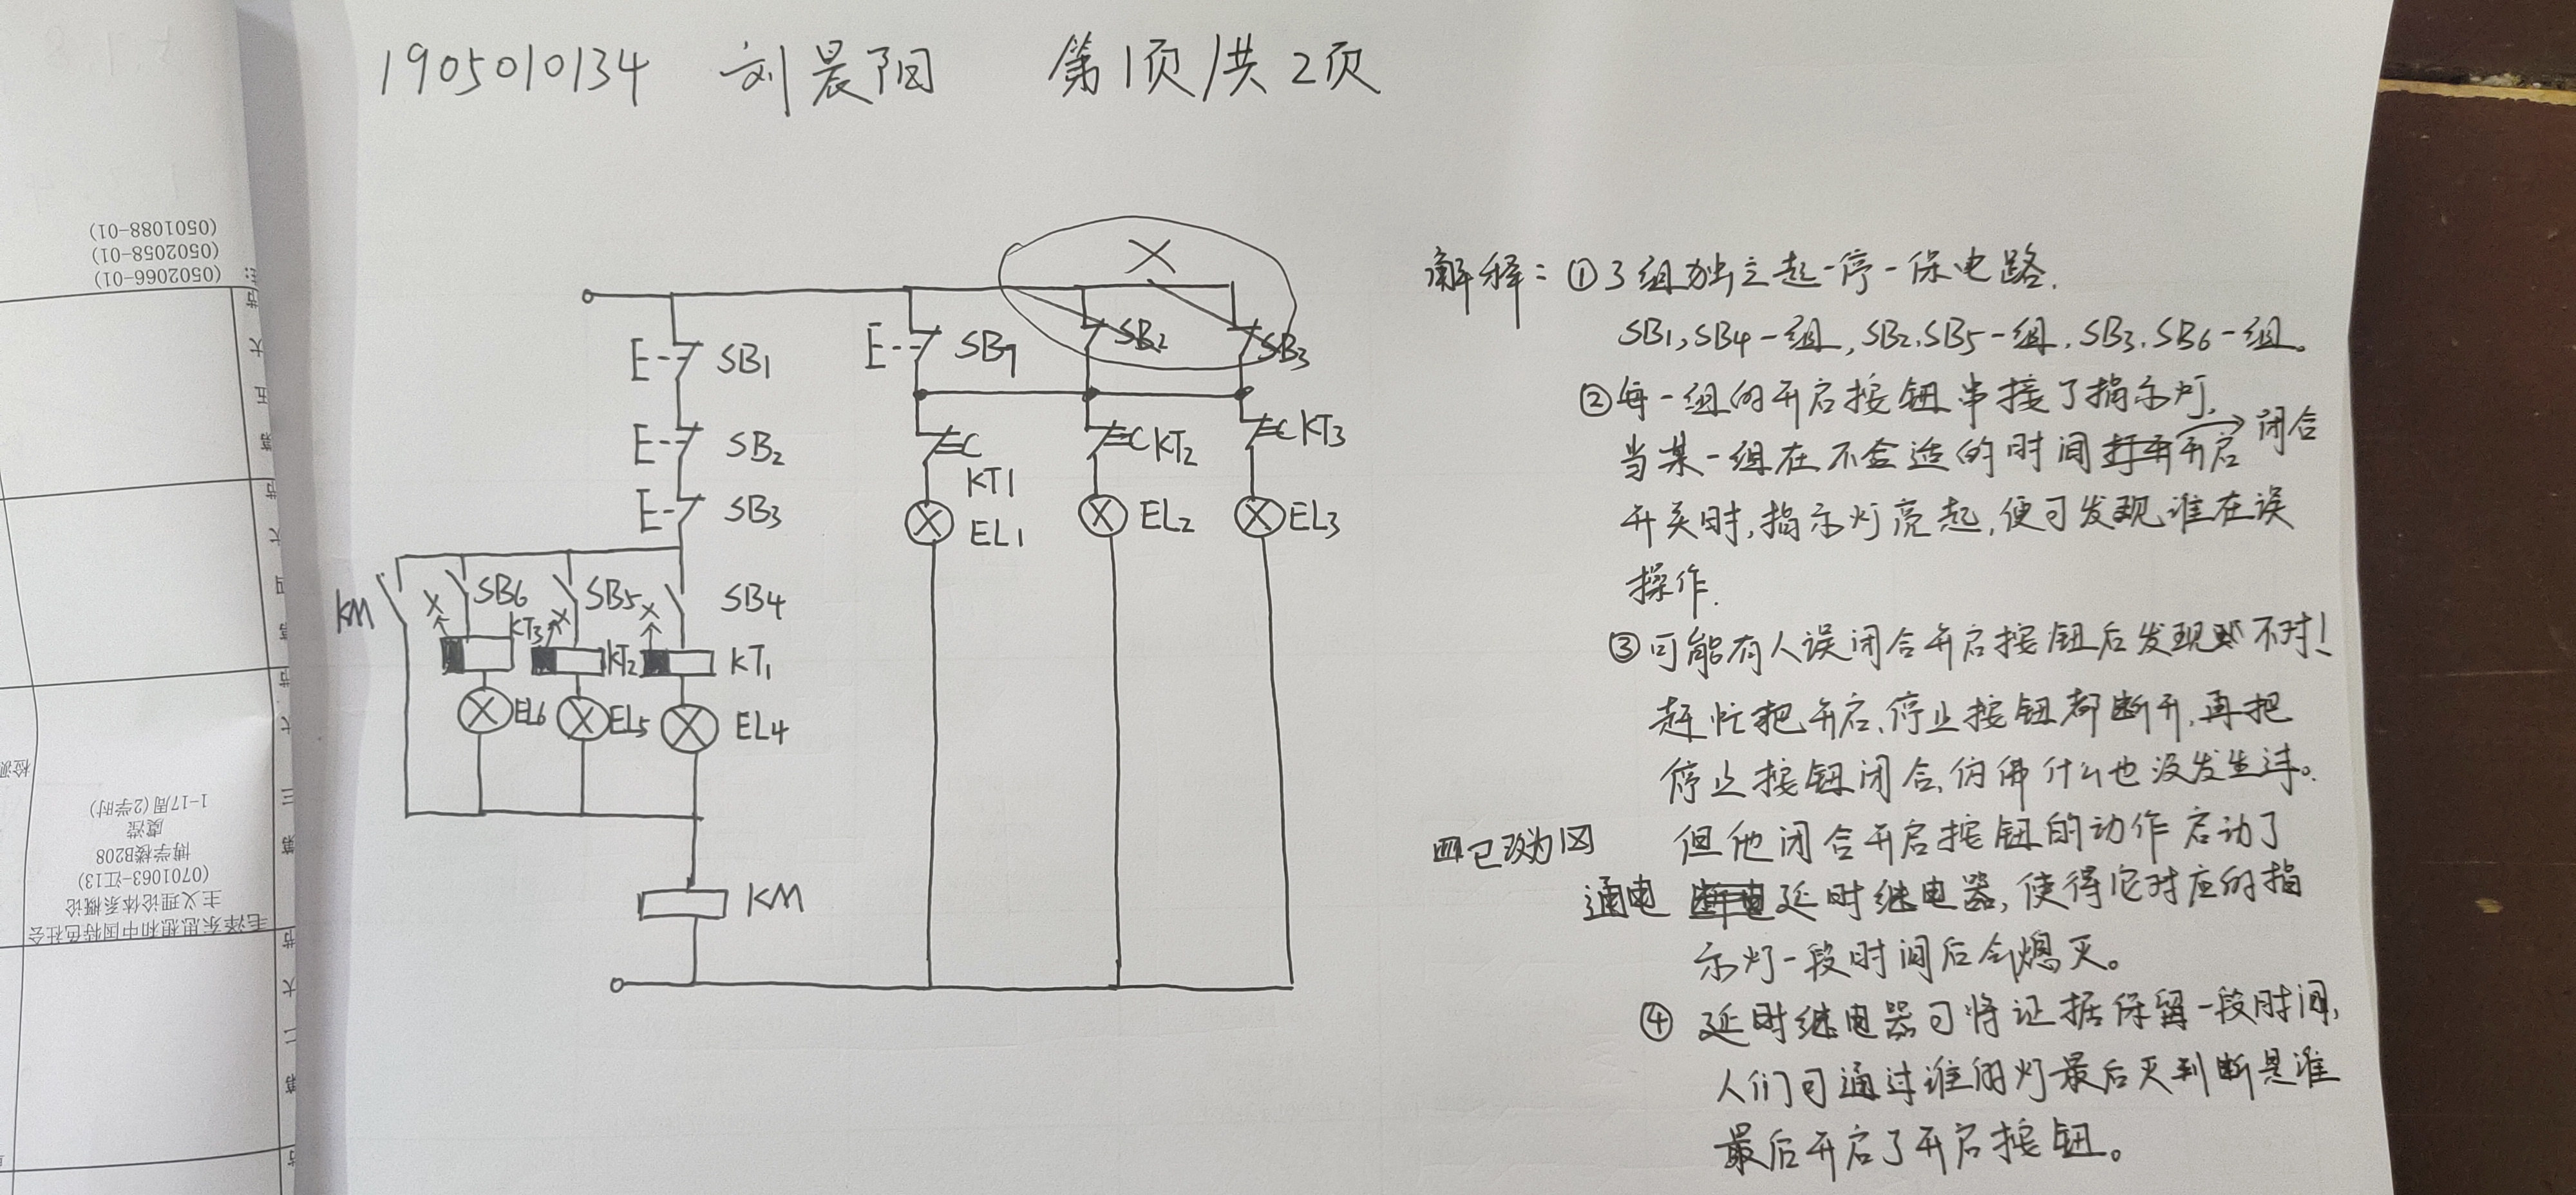 1905010134 刘晨阳 第1页/共2页
(0501088-01)
(0502058-01)
(0502066-01)
1-17周(2学时)
虞滢
博学楼B208
(0701063-江13)
主义理论体系概论
毛泽东思想和中国特色社会
SB1
SB2
SB3
SB7
SB2
SB3
KT1
KT2
KT3
EL1
EL2
EL3
KM
SB6
SB5
SB4
KT3
KT2
KT1
EL6
EL5
EL4
KM
解释：①3组独立起-停-保电路.
SB1,SB4一组,SB2.SB5一组.SB3.SB6一组。
②每一组的开启按钮串接了指示灯.
当某一组在不合适的时间开启→闭合
开关时,指示灯亮起,便可发现谁在误
操作.
③可能有人误闭合开启按钮后发现不对!
赶忙把开启、停止按钮都断开,再把
停止按钮闭合,仿佛什么也没发生过。
但他闭合开启按钮的动作启动了
已改为
通电 断电延时继电器,使得它对应的指
示灯一段时间后会熄灭。
④延时继电器可将证据保留一段时间,
人们可通过谁的灯最后灭判断是谁
最后开启了开启按钮。